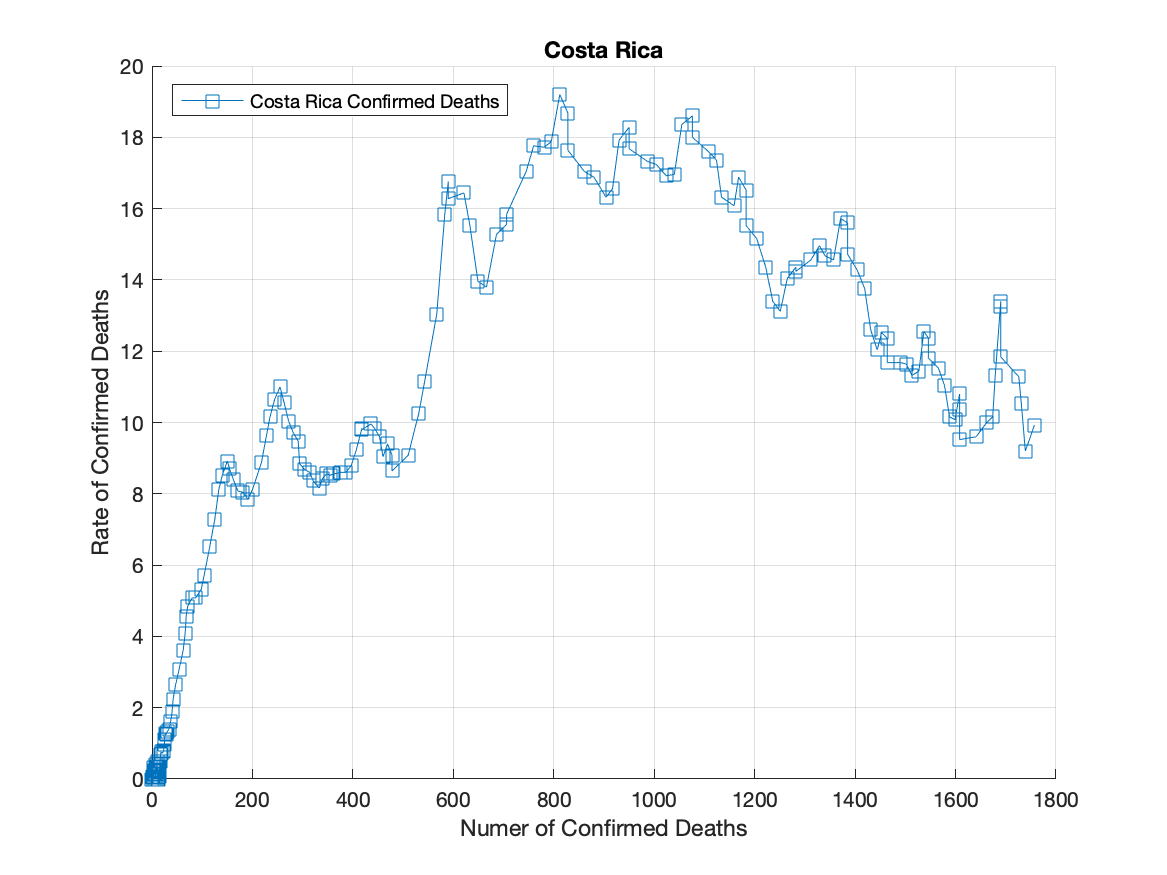 Costa Rica
Costa Rica Confirmed Deaths
20
18
16
14
12
10
8
6
4
2
0
Rate of Confirmed Deaths
0 200 400 600 800 1000 1200 1400 1600 1800
Numer of Confirmed Deaths